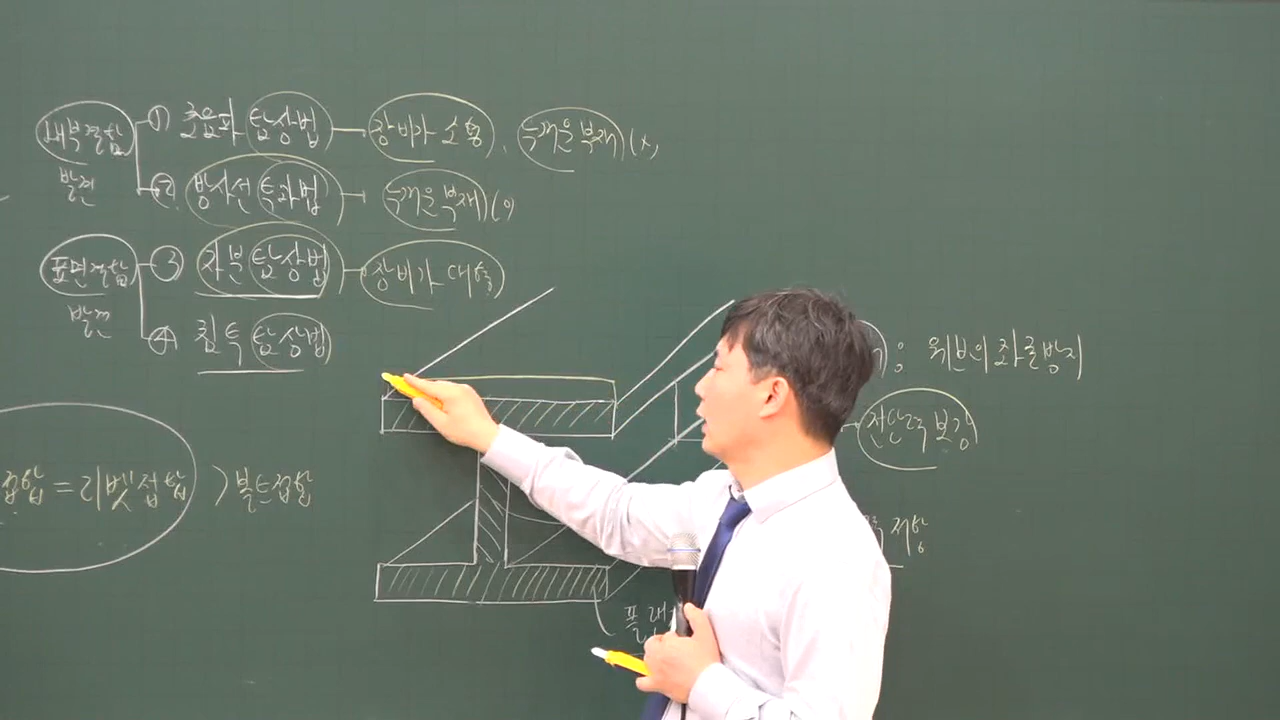 내부결함 ① 초음파 탐상법 - 장비가 소형, 두꺼운 부재(x)
발견 ② 방사선 투과법 - 두꺼운 부재(o)
표면결함 ③ 자분 탐상법 - 장비가 대형
발견 ④ 침투 탐상법
: 웨브의 좌굴방지
전단력 보강
접합 = 리벳접합 > 볼트접합